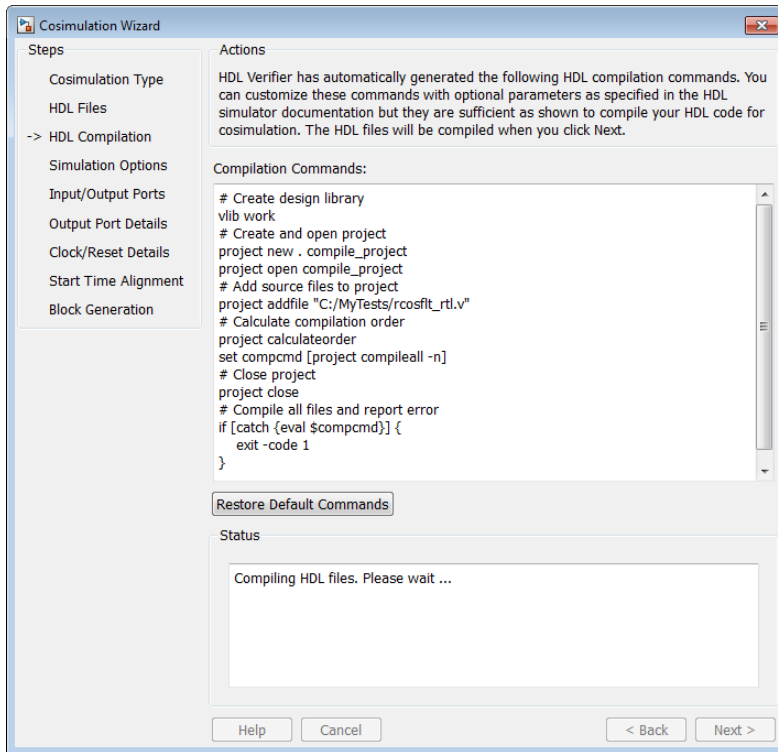 Cosimulation Wizard
Steps
Cosimulation Type
HDL Files
-> HDL Compilation
Simulation Options
Input/Output Ports
Output Port Details
Clock/Reset Details
Start Time Alignment
Block Generation
Actions
HDL Verifier has automatically generated the following HDL compilation commands. You
can customize these commands with optional parameters as specified in the HDL
simulator documentation but they are sufficient as shown to compile your HDL code for
cosimulation. The HDL files will be compiled when you click Next.
Compilation Commands:
# Create design library
vlib work
# Create and open project
project new . compile_project
project open compile_project
# Add source files to project
project addfile "C:/MyTests/rcosflt_rtl.v"
# Calculate compilation order
project calculateorder
set compcmd [project compileall -n]
# Close project
project close
# Compile all files and report error
if [catch {eval $compcmd}] {
exit -code 1
}
Restore Default Commands
Status
Compiling HDL files. Please wait ...
Help Cancel < Back Next >